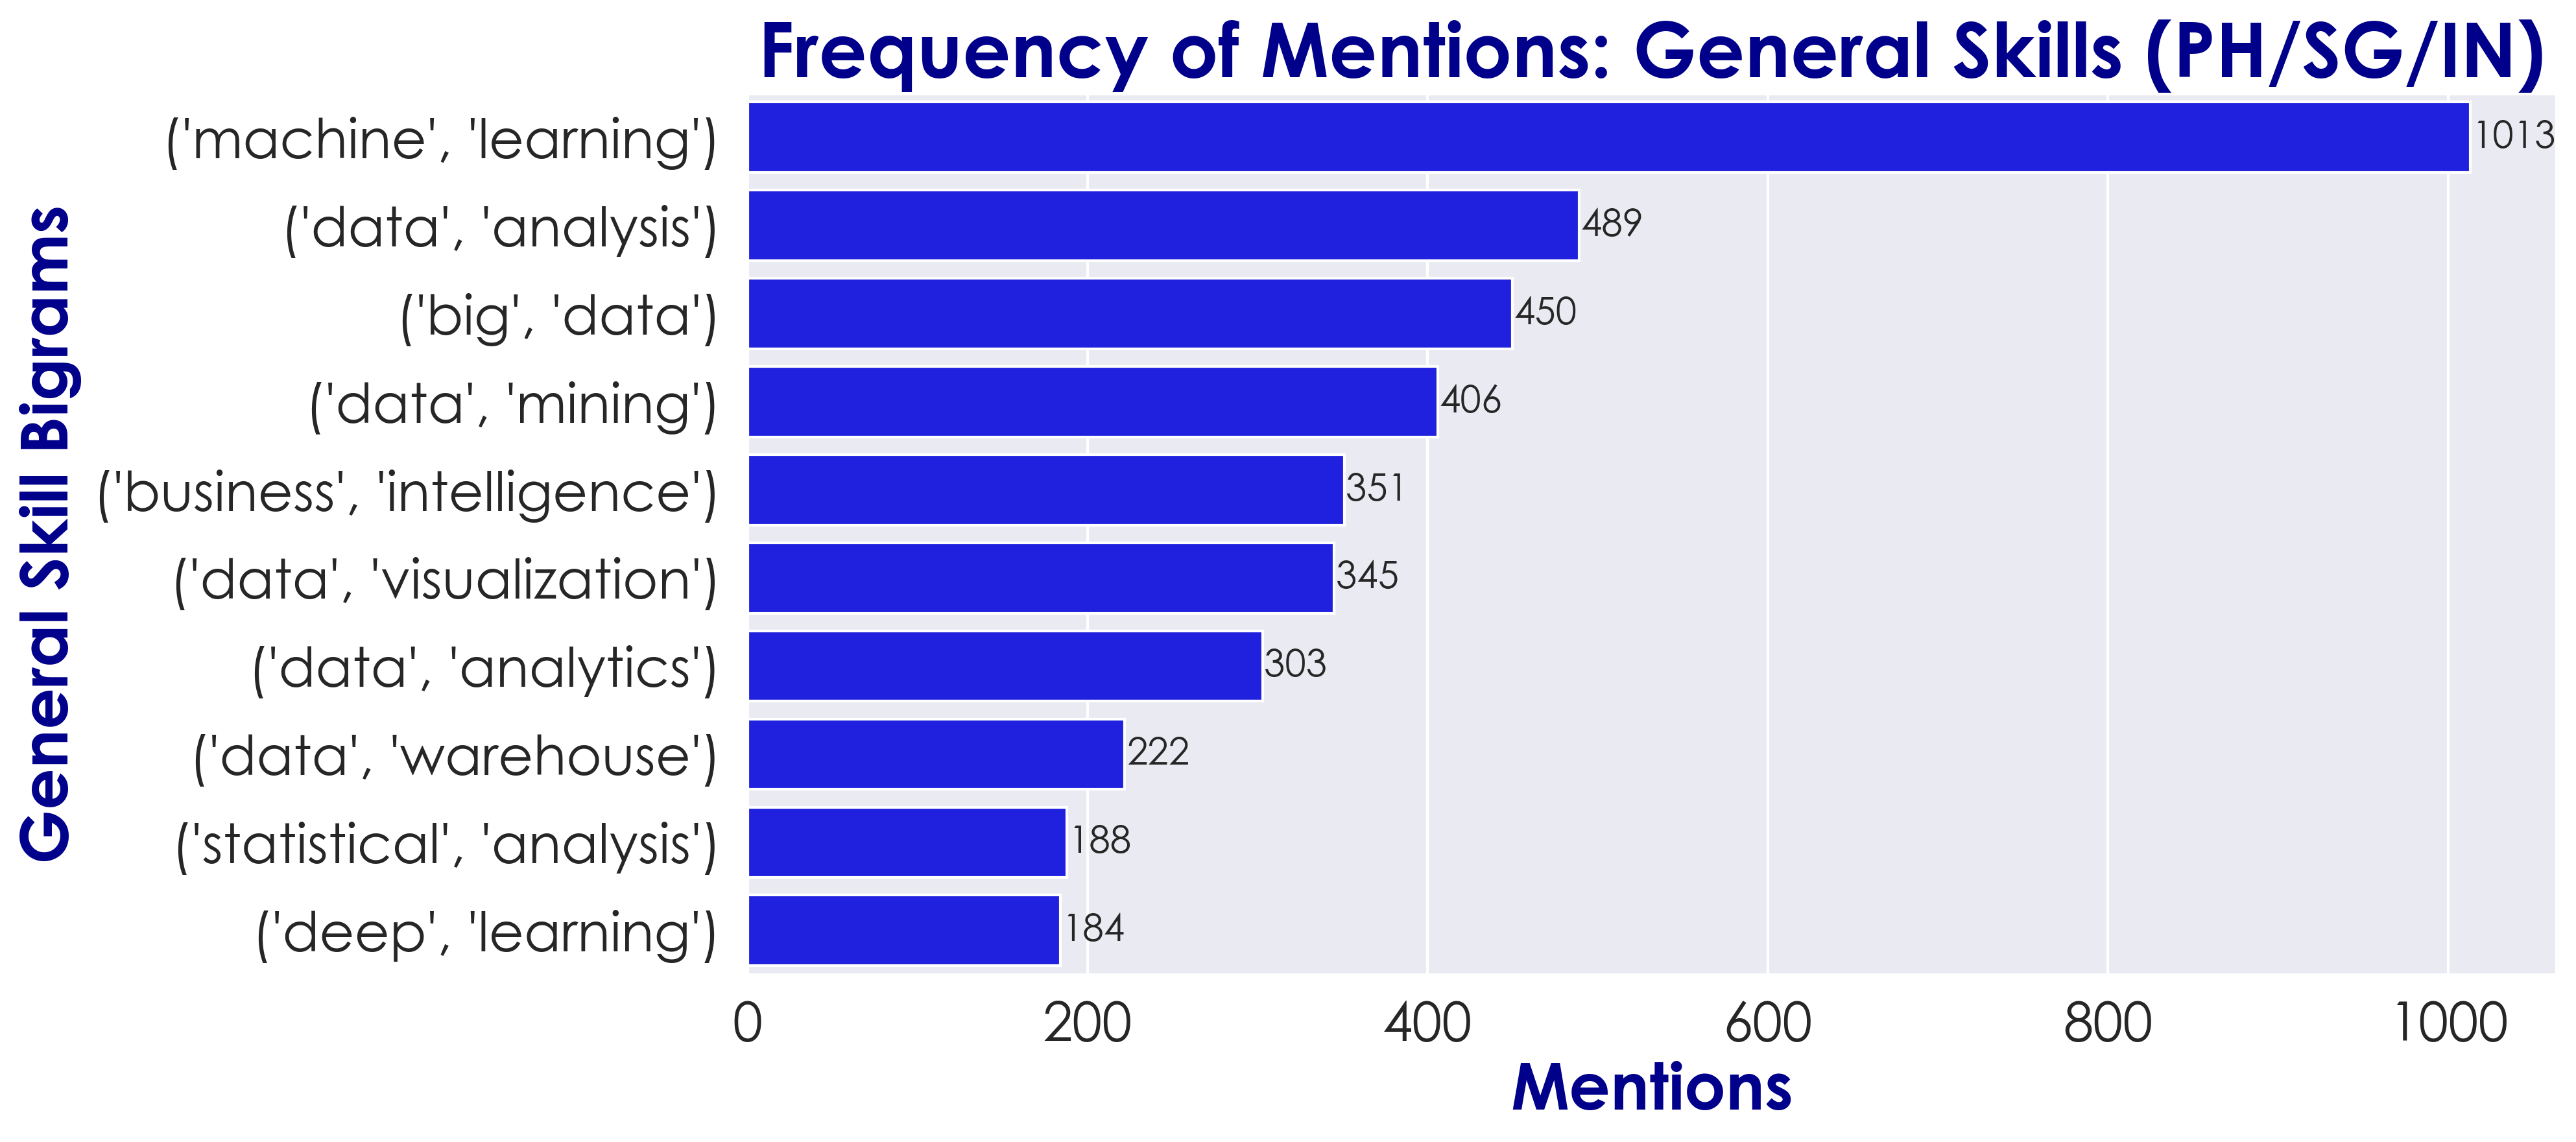 Frequency of Mentions: General Skills (PH/SG/IN)
General Skill Bigrams
('machine', 'learning') 1013
('data', 'analysis') 489
('big', 'data') 450
('data', 'mining') 406
('business', 'intelligence') 351
('data', 'visualization') 345
('data', 'analytics') 303
('data', 'warehouse') 222
('statistical', 'analysis') 188
('deep', 'learning') 184
0 200 400 600 800 1000
Mentions